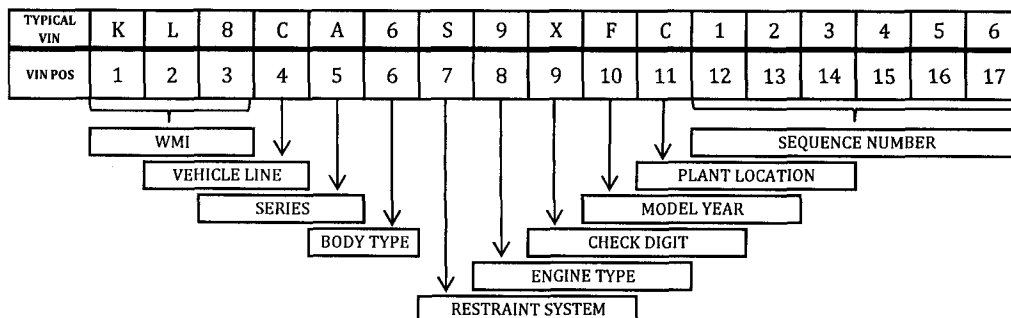 TYPICAL VIN K L 8 C A 6 S 9 X F C 1 2 3 4 5 6
VIN POS 1 2 3 4 5 6 7 8 9 10 11 12 13 14 15 16 17
WMI SEQUENCE NUMBER
VEHICLE LINE PLANT LOCATION
SERIES MODEL YEAR
BODY TYPE CHECK DIGIT
ENGINE TYPE
RESTRAINT SYSTEM